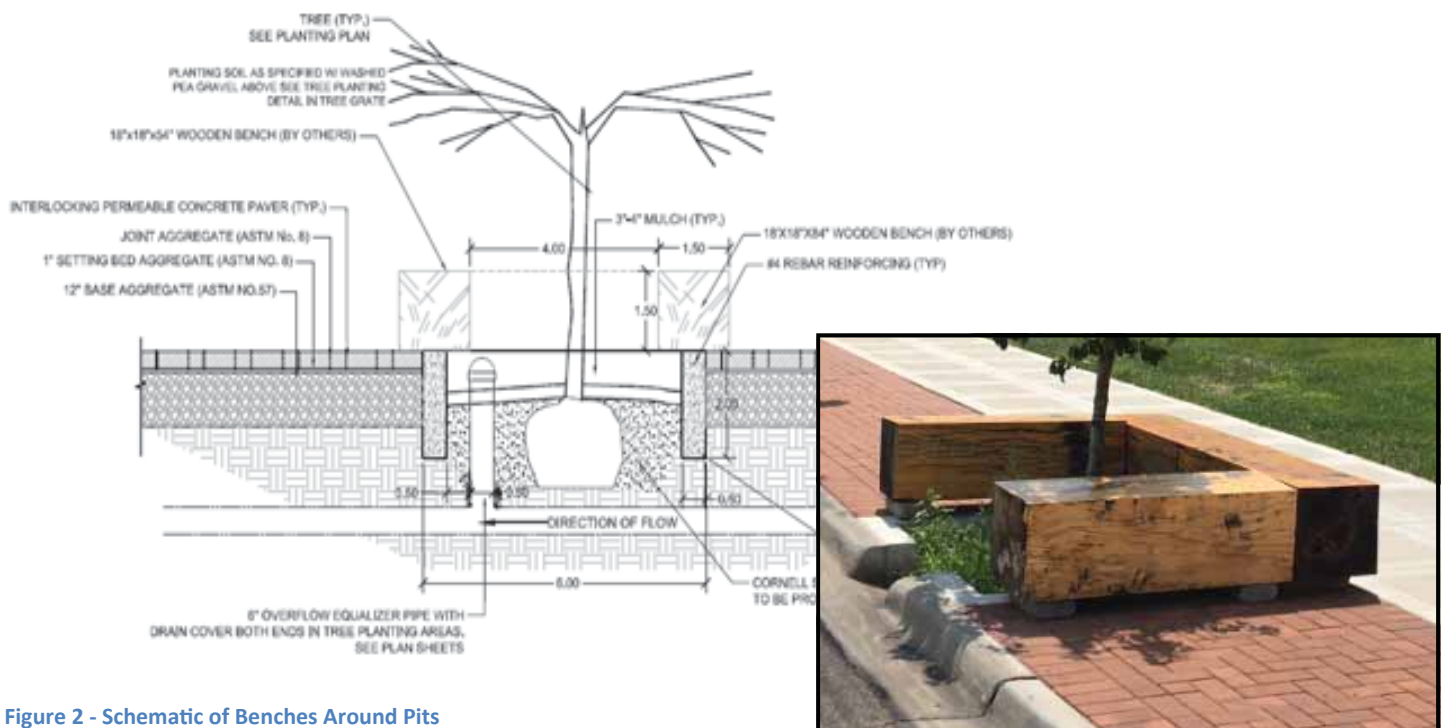 TREE (TYP.)
SEE PLANTING PLAN
PLANTING SOIL AS SPECIFIED W/ WASHED
PEA GRAVEL ABOVE SEE TREE PLANTING
DETAIL IN TREE GRATE
18"x18"x54" WOODEN BENCH (BY OTHERS)
INTERLOCKING PERMEABLE CONCRETE PAVER (TYP.)
JOINT AGGREGATE (ASTM No. 8)
1" SETTING BED AGGREGATE (ASTM NO. 8)
12" BASE AGGREGATE (ASTM NO.57)
3"-4" MULCH (TYP.)
18"X18"X84" WOODEN BENCH (BY OTHERS)
#4 REBAR REINFORCING (TYP)
4.00
1.50
1.50
2.00
0.50
0.50
0.50
DIRECTION OF FLOW
6.00
CORNELL
TO BE
6" OVERFLOW EQUALIZER PIPE WITH
DRAIN COVER BOTH ENDS IN TREE PLANTING AREAS,
SEE PLAN SHEETS
Figure 2 - Schematic of Benches Around Pits